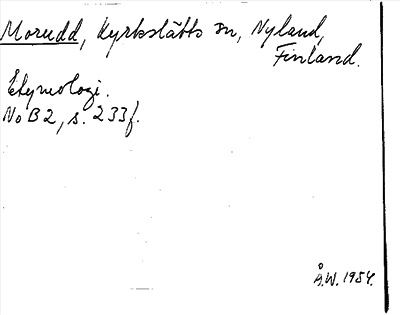 Morudd, Kyrkslätts sn, Nyland,
Finland.
Etymologi.
NoB 2, s. 233f.
Å.W. 1954.